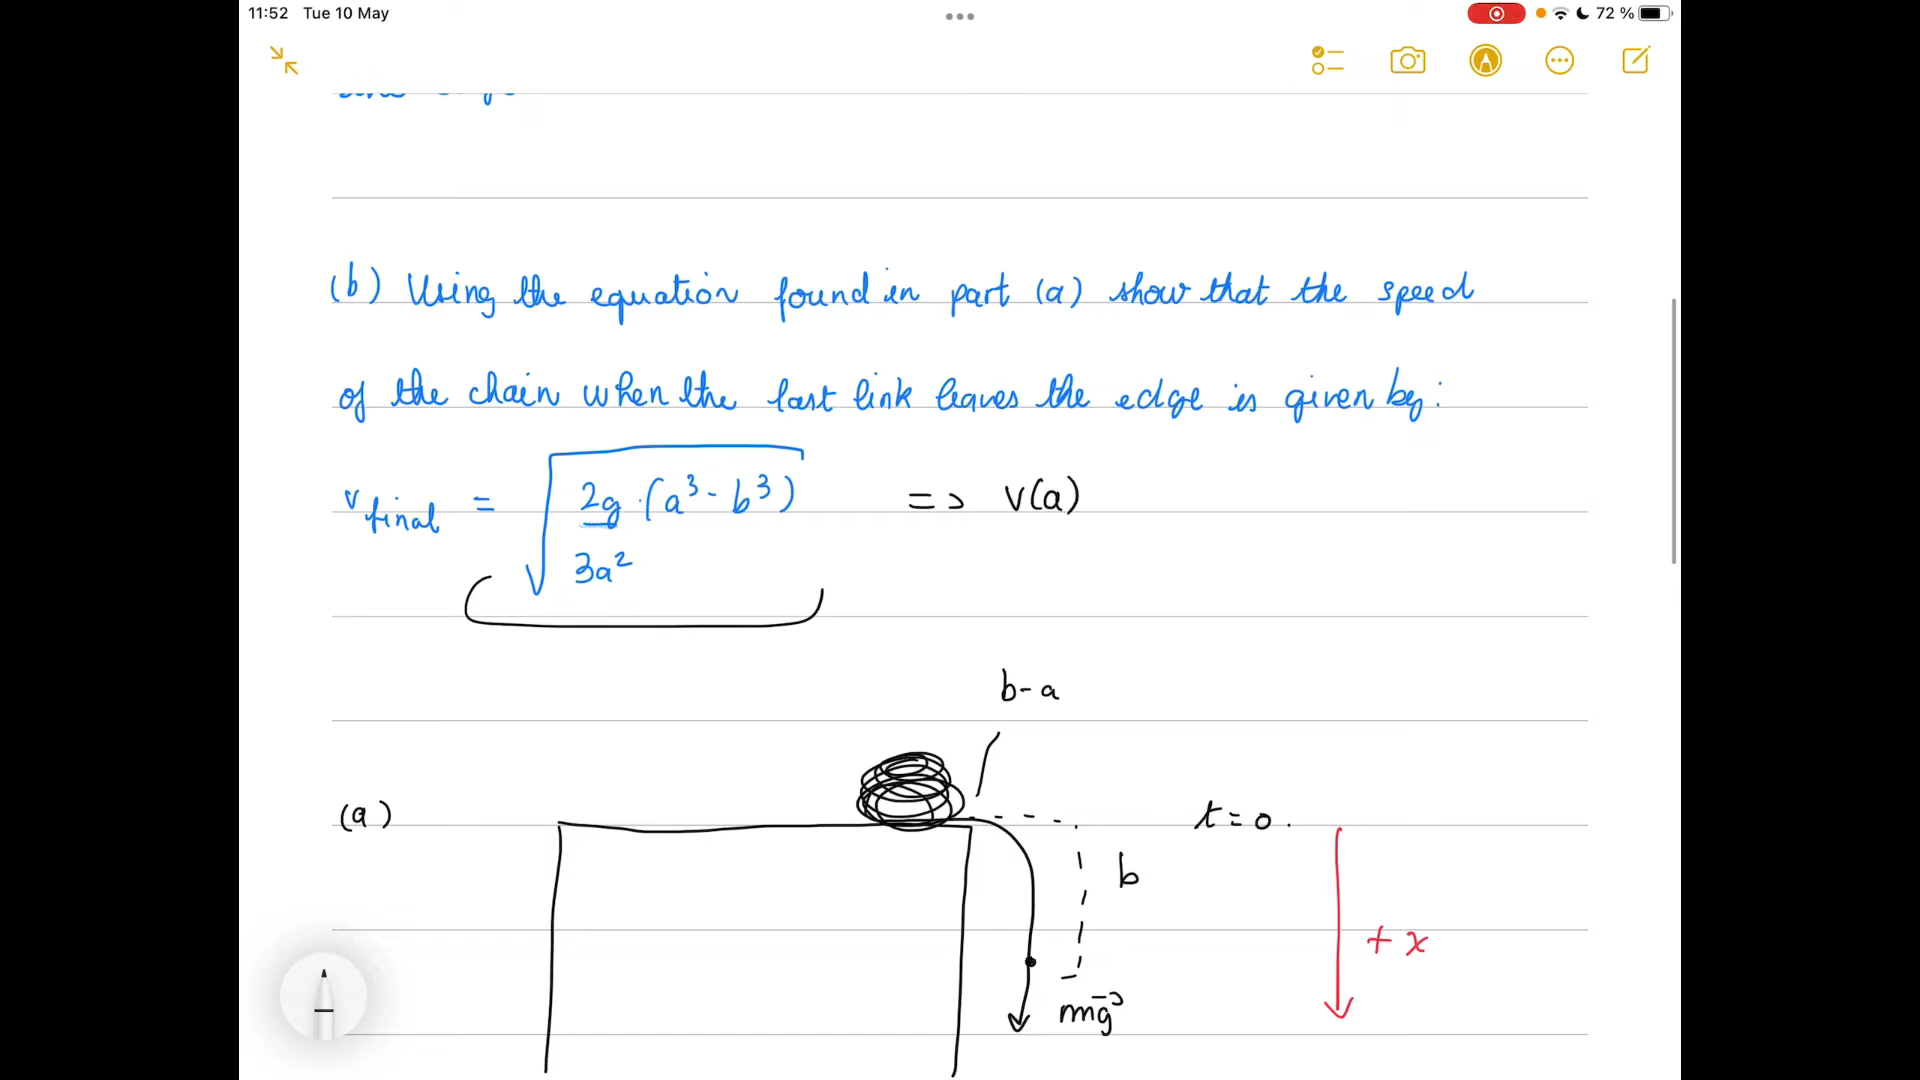 11:52 Tue 10 May
72 %
(b) Using the equation found in part (a) show that the speed
of the chain when the last link leaves the edge is given by:
v final = √ 2g/3a² · (a³ - b³) => v(a)
b - a
(a) t = 0.
b
+ x
mg⃗